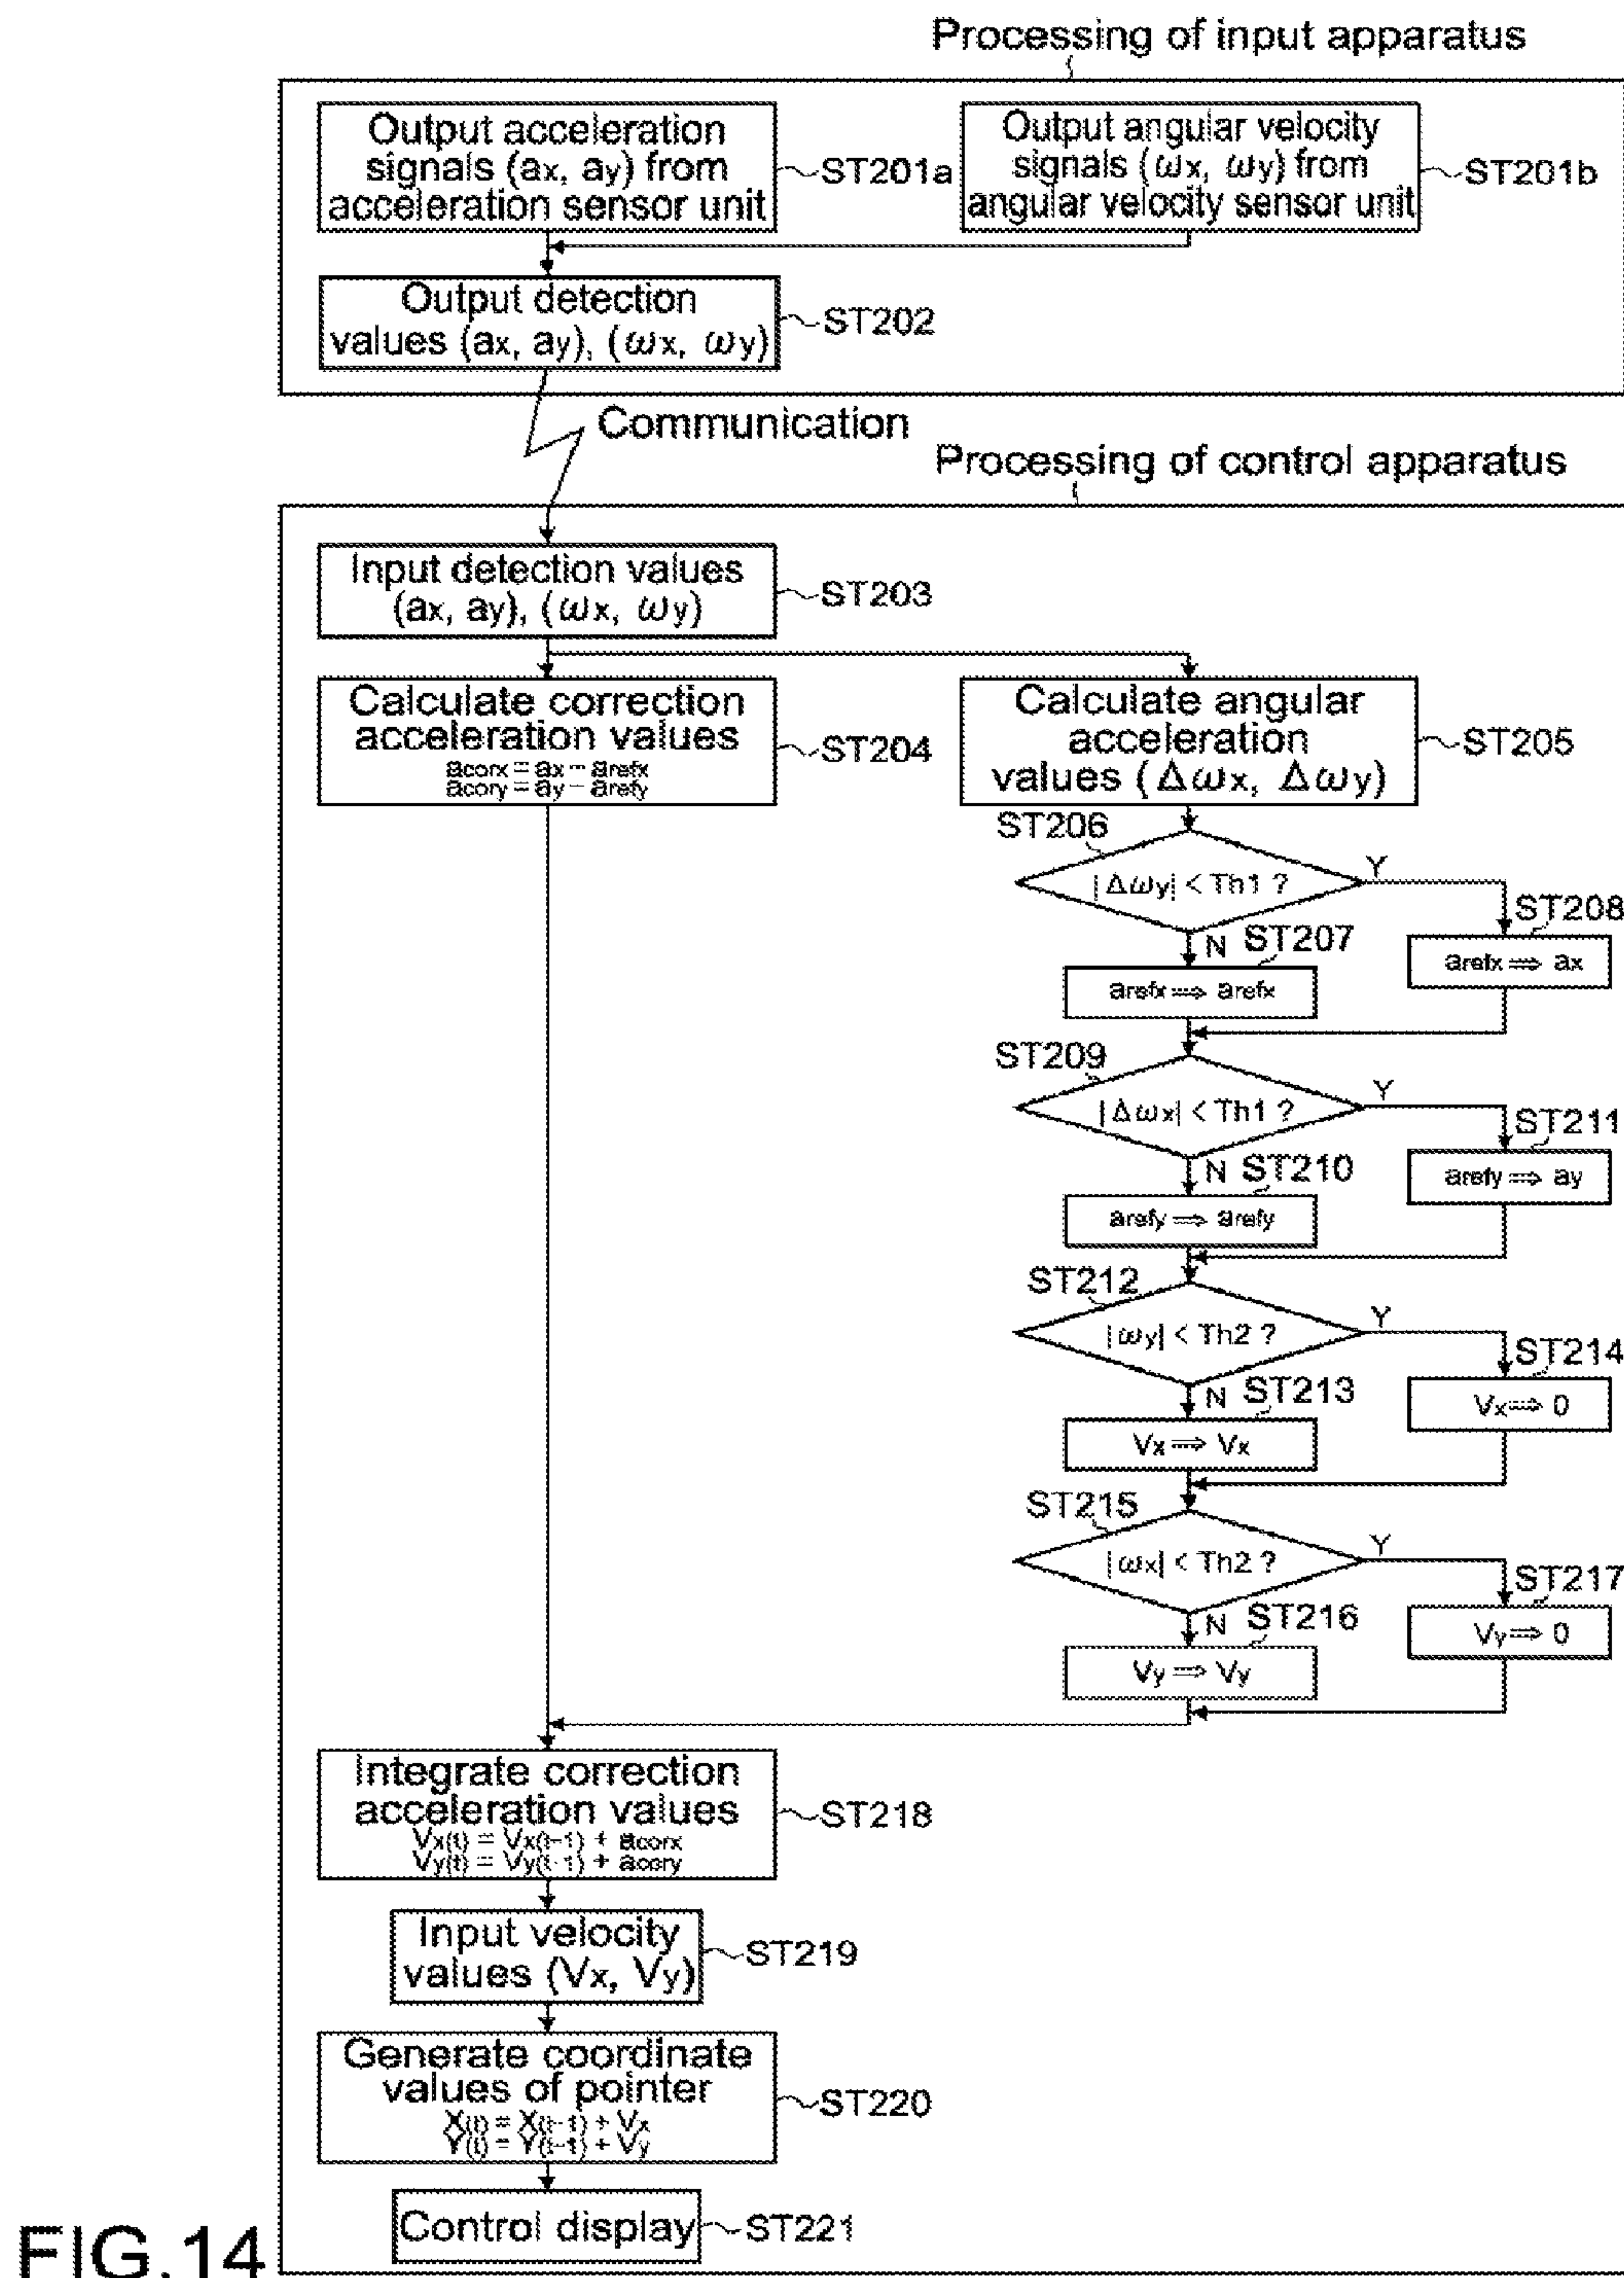 Processing of input apparatus
Output acceleration
signals (ax, ay) from
acceleration sensor unit
ST201a
Output angular velocity
signals (ωx, ωy) from
angular velocity sensor unit
ST201b
Output detection
values (ax, ay), (ωx, ωy)
ST202
Communication
Processing of control apparatus
Input detection values
(ax, ay), (ωx, ωy)
ST203
Calculate correction
acceleration values
acorx = ax - arefx
acory = ay - arefy
ST204
Calculate angular
acceleration
values (Δωx, Δωy)
ST205
ST206
|Δωy| < Th1 ?
Y
N
ST207
arefx ⇒ arefx
ST208
arefx ⇒ ax
ST209
|Δωx| < Th1 ?
Y
N
ST210
arefy ⇒ arefy
ST211
arefy ⇒ ay
ST212
|ωy| < Th2 ?
Y
N
ST213
Vx ⇒ Vx
ST214
Vx ⇒ 0
ST215
|ωx| < Th2 ?
Y
N
ST216
Vy ⇒ Vy
ST217
Vy ⇒ 0
Integrate correction
acceleration values
Vx(t) = Vx(t-1) + acorx
Vy(t) = Vy(t-1) + acory
ST218
Input velocity
values (Vx, Vy)
ST219
Generate coordinate
values of pointer
X(t) = X(t-1) + Vx
Y(t) = Y(t-1) + Vy
ST220
Control display
ST221
FIG.14